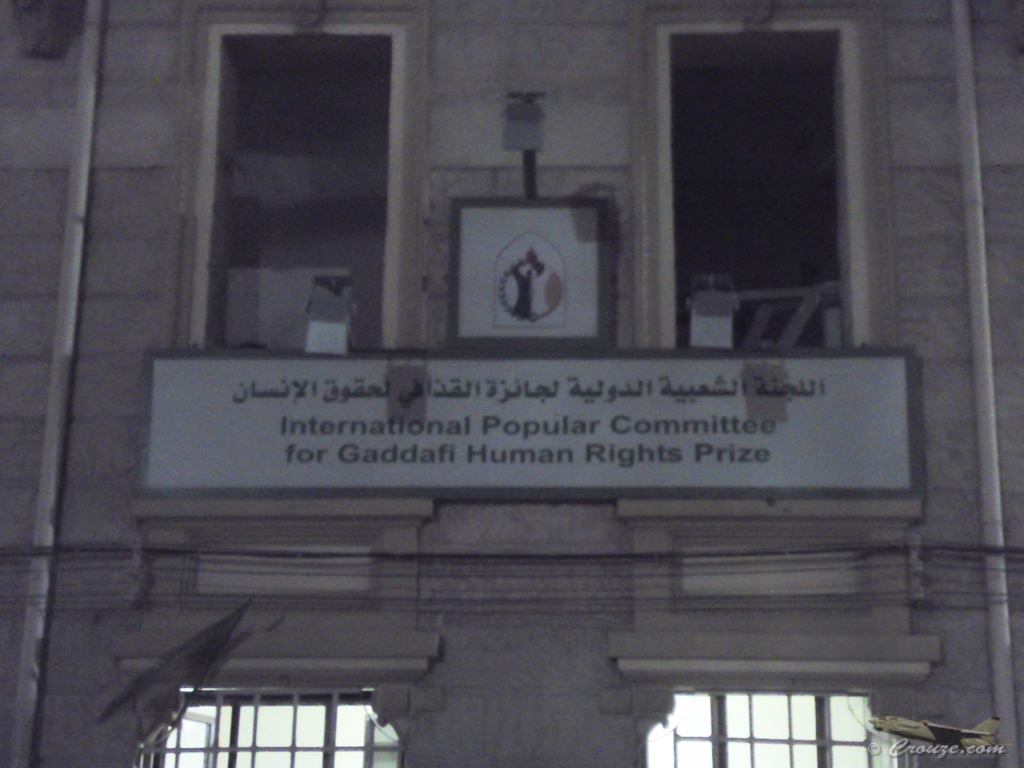 اللجنة الشعبية الدولية لجائزة القذافي لحقوق الإنسان
International Popular Committee
for Gaddafi Human Rights Prize
© Crouze.com